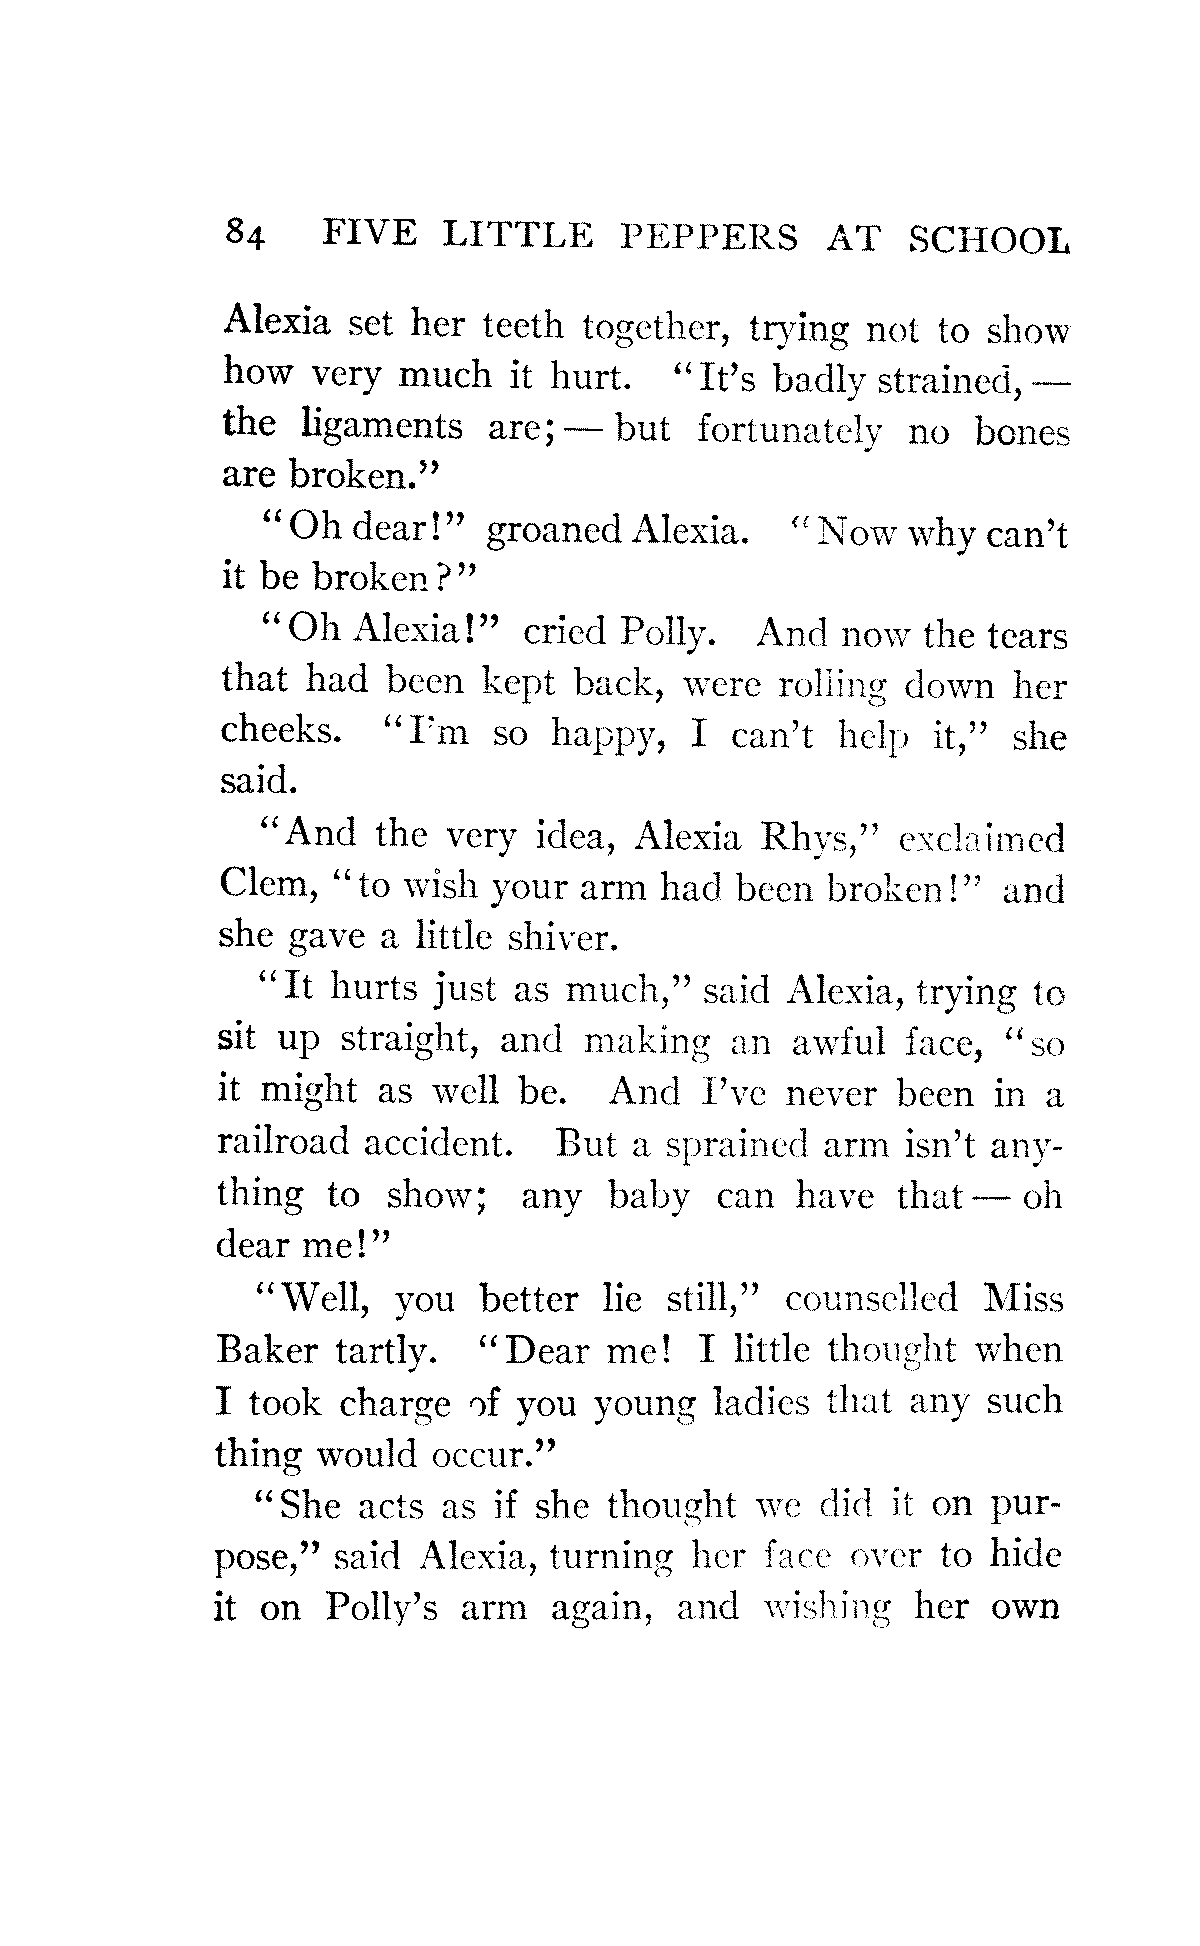 84 FIVE LITTLE PEPPERS AT SCHOOL
Alexia set her teeth together, trying not to show
how very much it hurt. "It's badly strained, —
the ligaments are; — but fortunately no bones
are broken."
"Oh dear!" groaned Alexia. "Now why can't
it be broken?"
"Oh Alexia!" cried Polly. And now the tears
that had been kept back, were rolling down her
cheeks. "I'm so happy, I can't help it," she
said.
"And the very idea, Alexia Rhys," exclaimed
Clem, "to wish your arm had been broken!" and
she gave a little shiver.
"It hurts just as much," said Alexia, trying to
sit up straight, and making an awful face, "so
it might as well be. And I've never been in a
railroad accident. But a sprained arm isn't any-
thing to show; any baby can have that — oh
dear me!"
"Well, you better lie still," counselled Miss
Baker tartly. "Dear me! I little thought when
I took charge of you young ladies that any such
thing would occur."
"She acts as if she thought we did it on pur-
pose," said Alexia, turning her face over to hide
it on Polly's arm again, and wishing her own